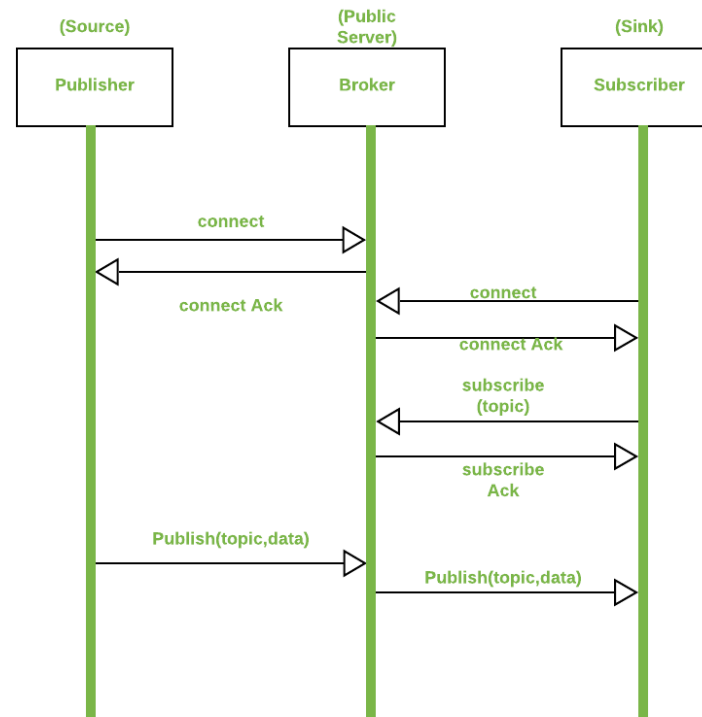 (Source)
(Public
Server)
(Sink)
Publisher
Broker
Subscriber
connect
connect Ack
connect
connect Ack
subscribe
(topic)
subscribe
Ack
Publish(topic,data)
Publish(topic,data)